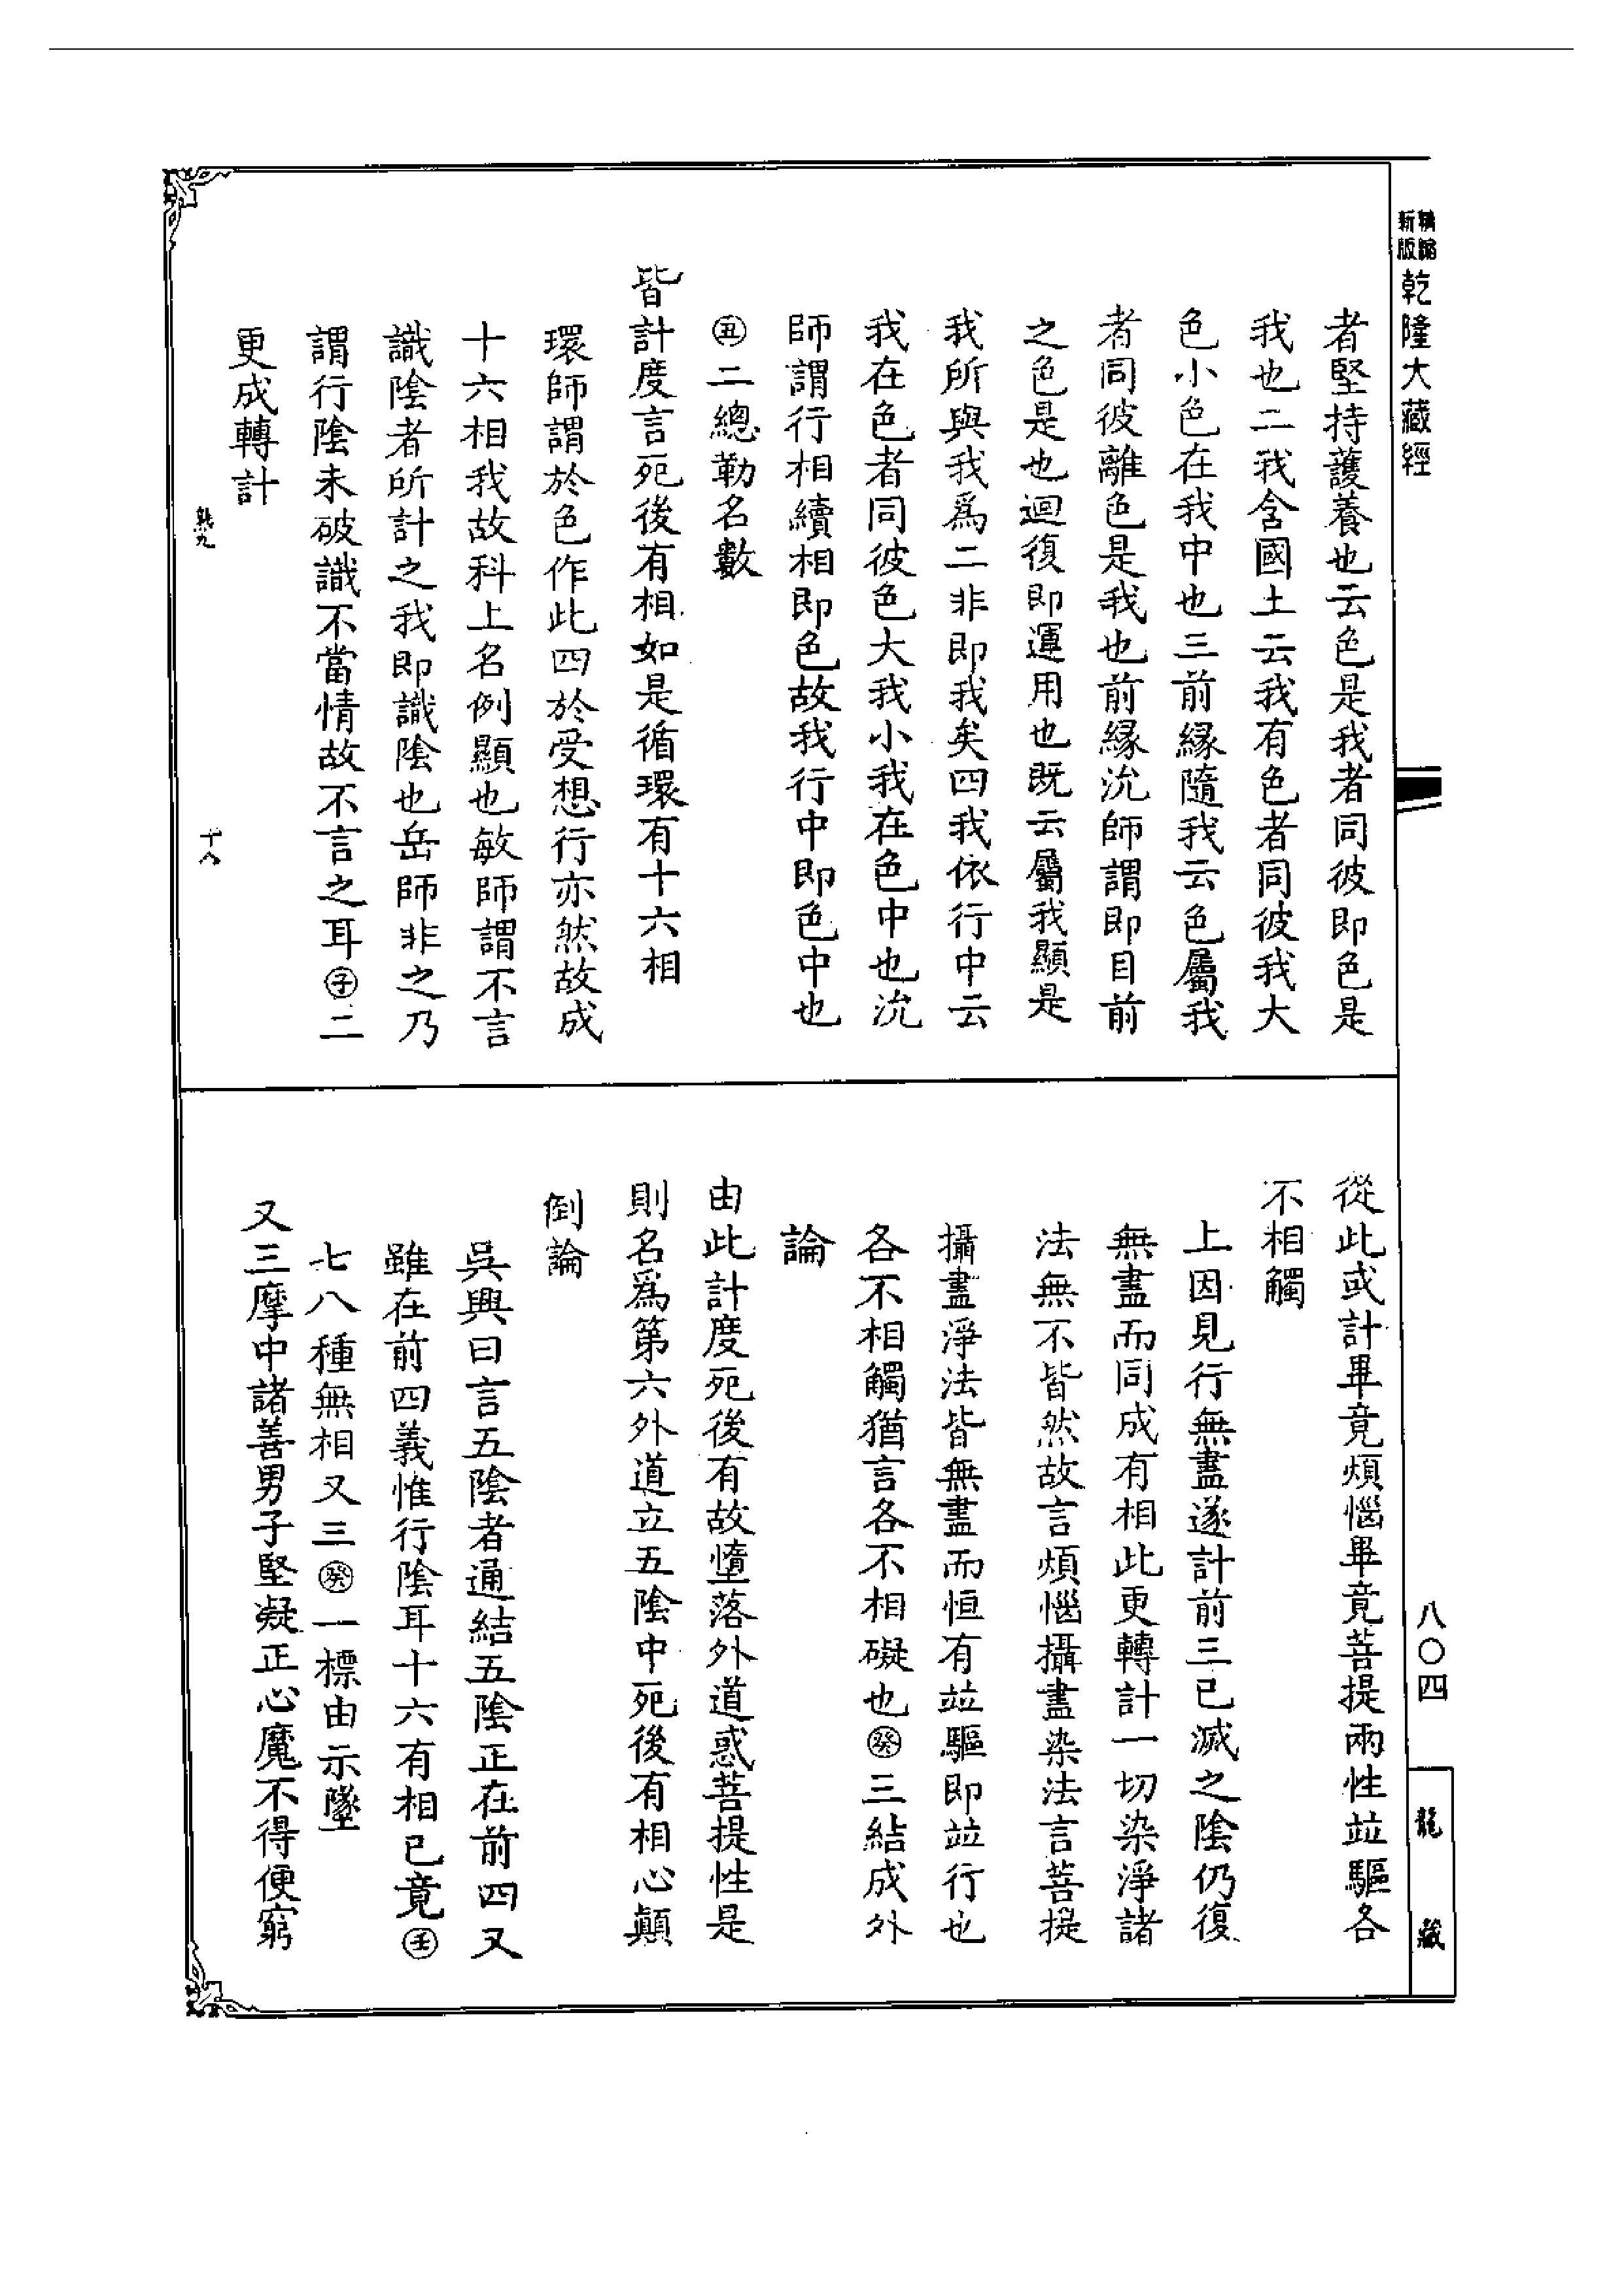 精縮新版乾隆大藏經
者堅持護養也云色是我者同彼即色是
我也二我含國土云我有色者同彼我大
色小色在我中也三前緣隨我云色屬我
者同彼離色是我也前緣沇師謂即目前
之色是也迴復即運用也既云屬我顯是
我所與我爲二非即我矣四我依行中云
我在色者同彼色大我小我在色中也沇
師謂行相續相即色故我行中即色中也
㊄二總勒名數
皆計度言死後有相如是循環有十六相
環師謂於色作此四於受想行亦然故成
十六相我故科上名例顯也敏師謂不言
識陰者所計之我即識陰也岳師非之乃
謂行陰未破識不當情故不言之耳㊀二
更成轉計
從此或計畢竟煩惱畢竟菩提兩性竝驅各
不相觸
上因見行無盡遂計前三已滅之陰仍復
無盡而同成有相此更轉計一切染淨諸
法無不皆然故言煩惱攝盡染法言菩提
攝盡淨法皆無盡而恒有竝驅即竝行也
各不相觸猶言各不相礙也癸三結成外
論
由此計度死後有故墮落外道惑菩提性是
則名爲第六外道立五陰中死後有相心顛
倒論
吳興曰言五陰者通結五陰正在前四又
雖在前四義惟行陰耳十六有相已竟壬
七八種無相又三癸一標由示墜
又三摩中諸善男子堅凝正心魔不得便窮
八〇四
龍藏
十八